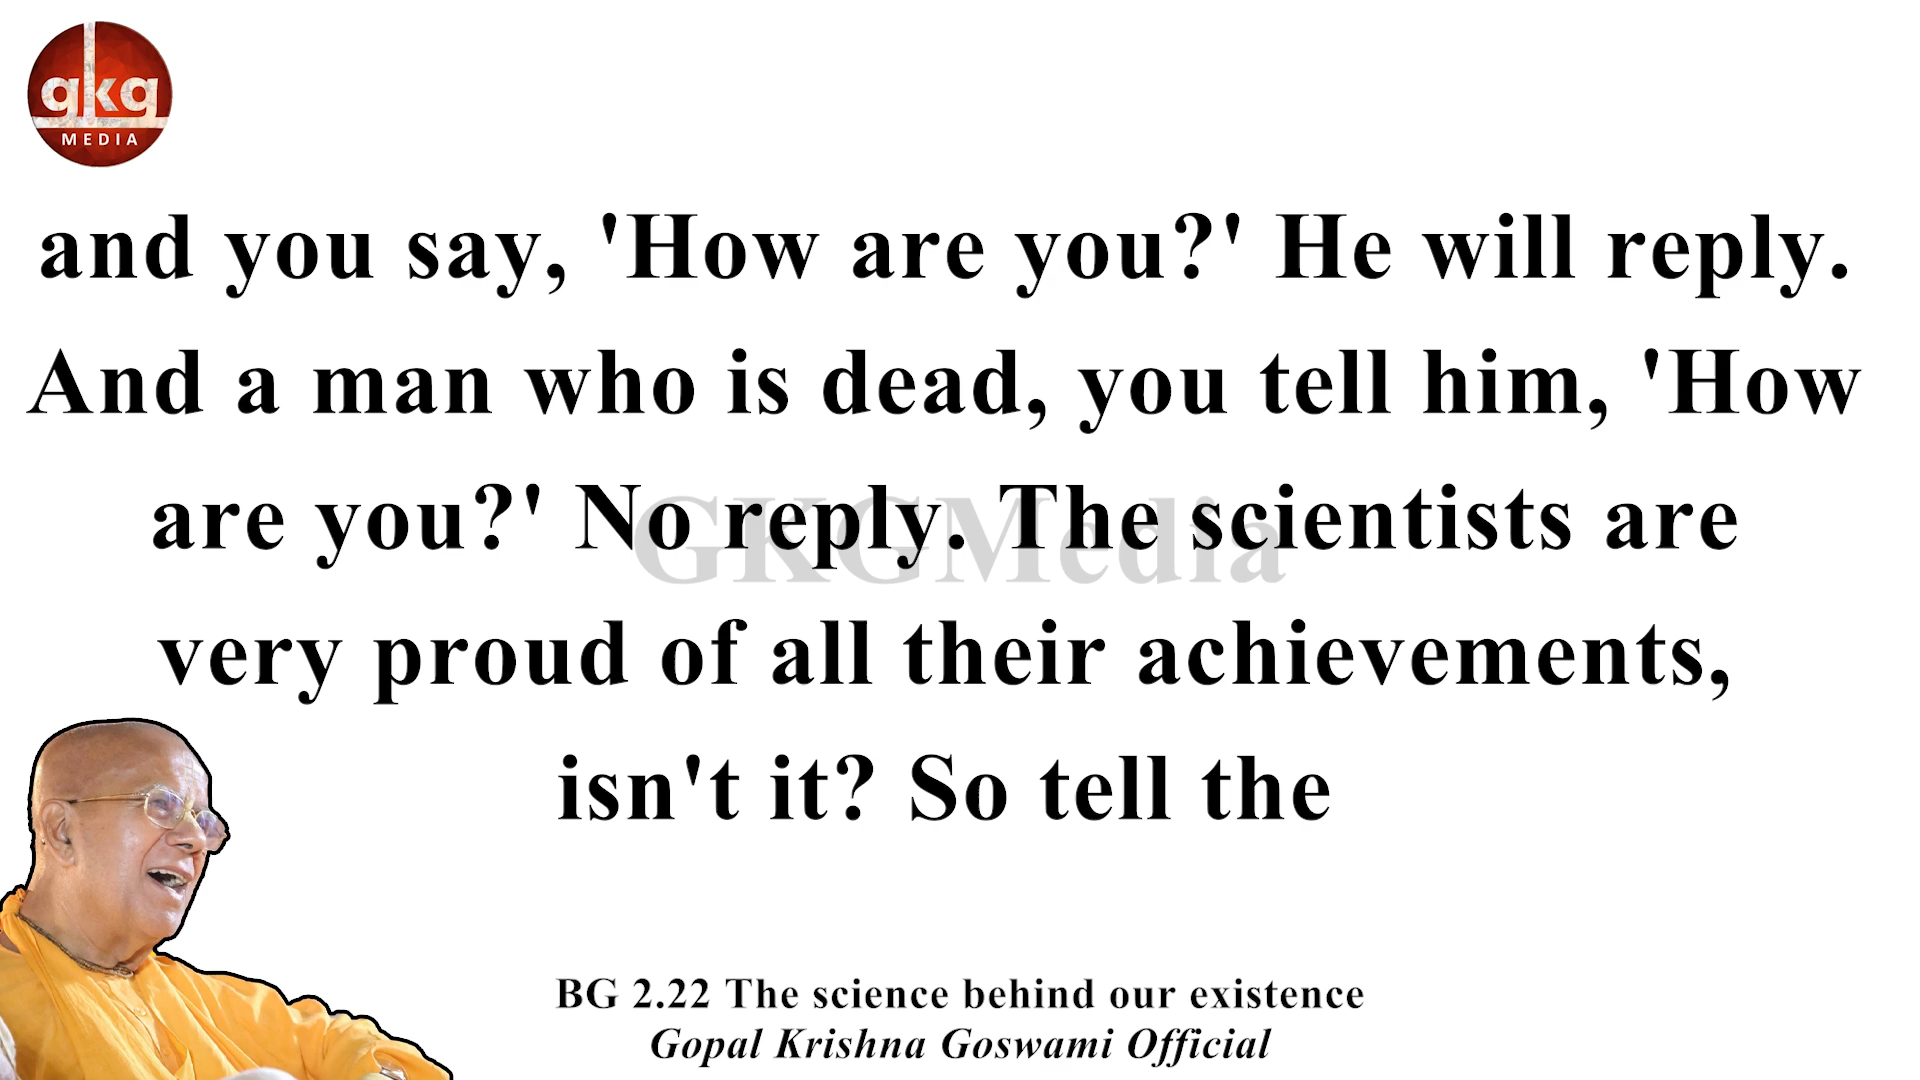 gkg
MEDIA
and you say, 'How are you?' He will reply.
And a man who is dead, you tell him, 'How
are you?' No reply. The scientists are
GKGMedia
very proud of all their achievements,
isn't it? So tell the
BG 2.22 The science behind our existence
Gopal Krishna Goswami Official